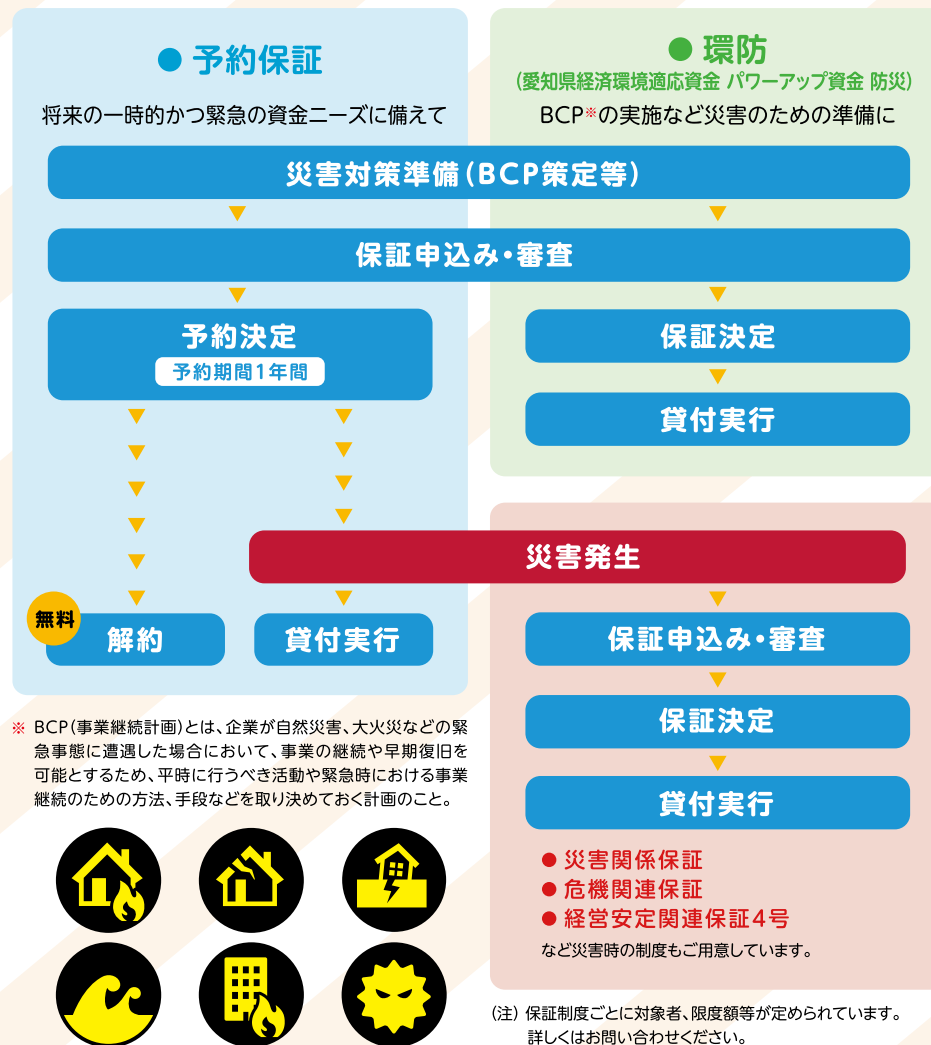 ● 予約保証
将来の一時的かつ緊急の資金ニーズに備えて
● 環防
(愛知県経済環境適応資金 パワーアップ資金 防災)
BCP※の実施など災害のための準備に
災害対策準備(BCP策定等)
保証申込み・審査
予約決定
予約期間1年間
保証決定
貸付実行
災害発生
無料
解約
貸付実行
保証申込み・審査
保証決定
貸付実行
● 災害関係保証
● 危機関連保証
● 経営安定関連保証4号
など災害時の制度もご用意しています。
※ BCP(事業継続計画)とは、企業が自然災害、大火災などの緊
急事態に遭遇した場合において、事業の継続や早期復旧を
可能とするため、平時に行うべき活動や緊急時における事業
継続のための方法、手段などを取り決めておく計画のこと。
(注) 保証制度ごとに対象者、限度額等が定められています。
詳しくはお問い合わせください。